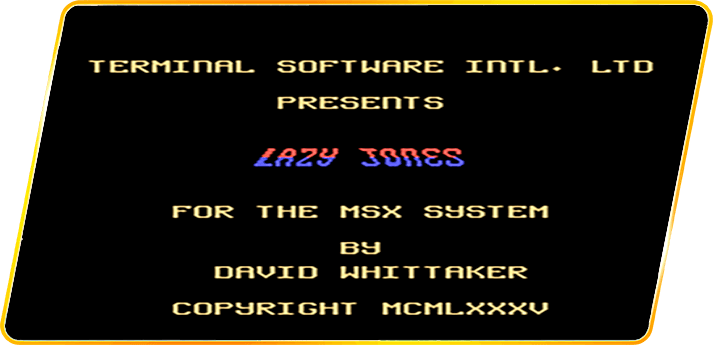 TERMINAL SOFTWARE INTL. LTD
PRESENTS
LAZY JONES
FOR THE MSX SYSTEM
BY
DAVID WHITTAKER
COPYRIGHT MCMLXXXV